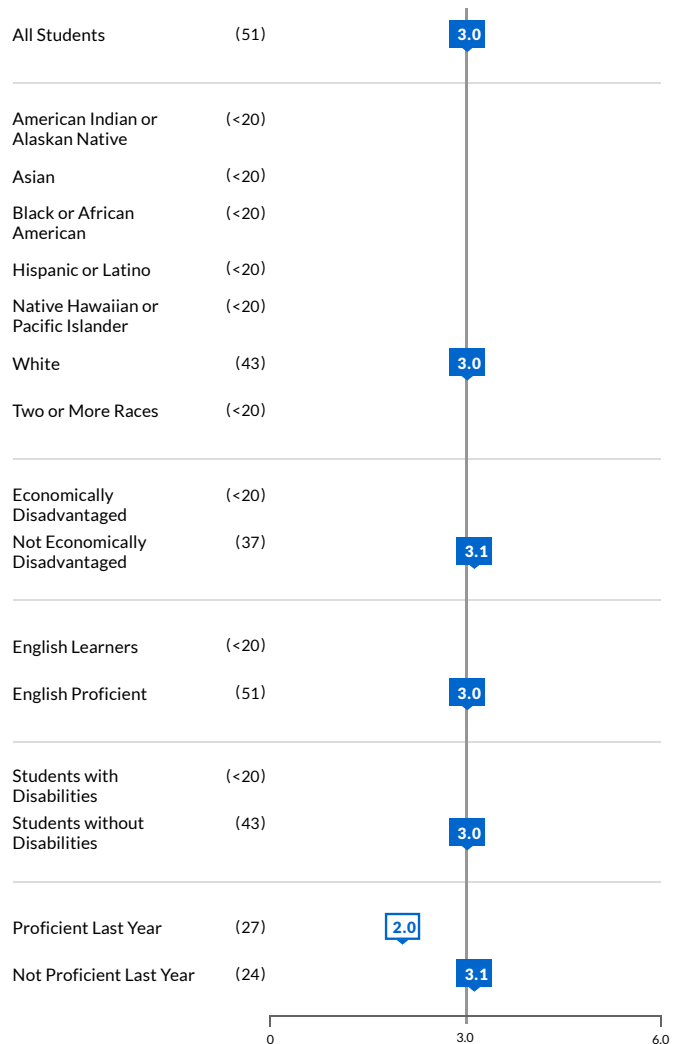 All Students (51) 3.0
American Indian or (<20)
Alaskan Native
Asian (<20)
Black or African (<20)
American
Hispanic or Latino (<20)
Native Hawaiian or (<20)
Pacific Islander
White (43) 3.0
Two or More Races (<20)
Economically (<20)
Disadvantaged
Not Economically (37) 3.1
Disadvantaged
English Learners (<20)
English Proficient (51) 3.0
Students with (<20)
Disabilities
Students without (43) 3.0
Disabilities
Proficient Last Year (27) 2.0
Not Proficient Last Year (24) 3.1
0 3.0 6.0